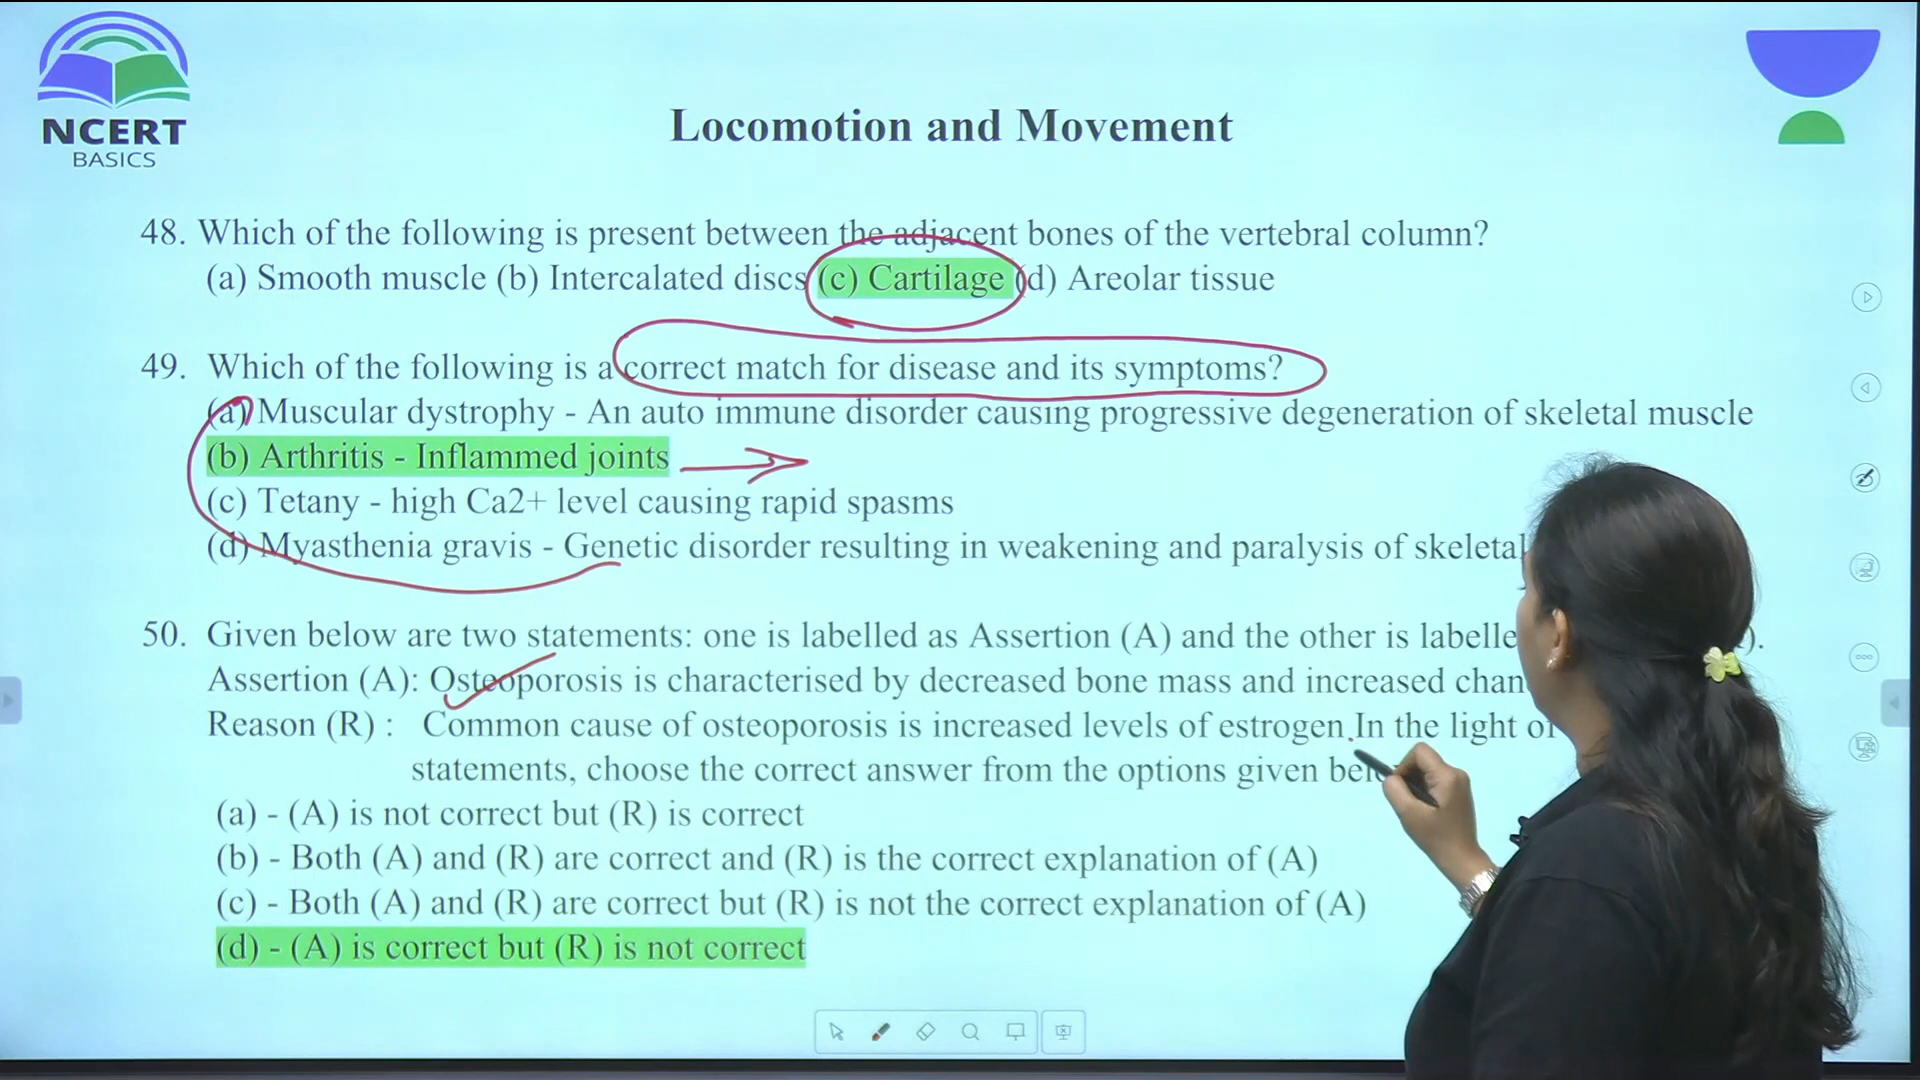 NCERT
BASICS
Locomotion and Movement
48. Which of the following is present between the adjacent bones of the vertebral column?
(a) Smooth muscle (b) Intercalated discs (c) Cartilage (d) Areolar tissue
49. Which of the following is a correct match for disease and its symptoms?
(a) Muscular dystrophy - An auto immune disorder causing progressive degeneration of skeletal muscle
(b) Arthritis - Inflammed joints
(c) Tetany - high Ca2+ level causing rapid spasms
(d) Myasthenia gravis - Genetic disorder resulting in weakening and paralysis of skeletal
50. Given below are two statements: one is labelled as Assertion (A) and the other is labelle ).
Assertion (A): Osteoporosis is characterised by decreased bone mass and increased chan
Reason (R) : Common cause of osteoporosis is increased levels of estrogen.In the light of
statements, choose the correct answer from the options given below
(a) - (A) is not correct but (R) is correct
(b) - Both (A) and (R) are correct and (R) is the correct explanation of (A)
(c) - Both (A) and (R) are correct but (R) is not the correct explanation of (A)
(d) - (A) is correct but (R) is not correct